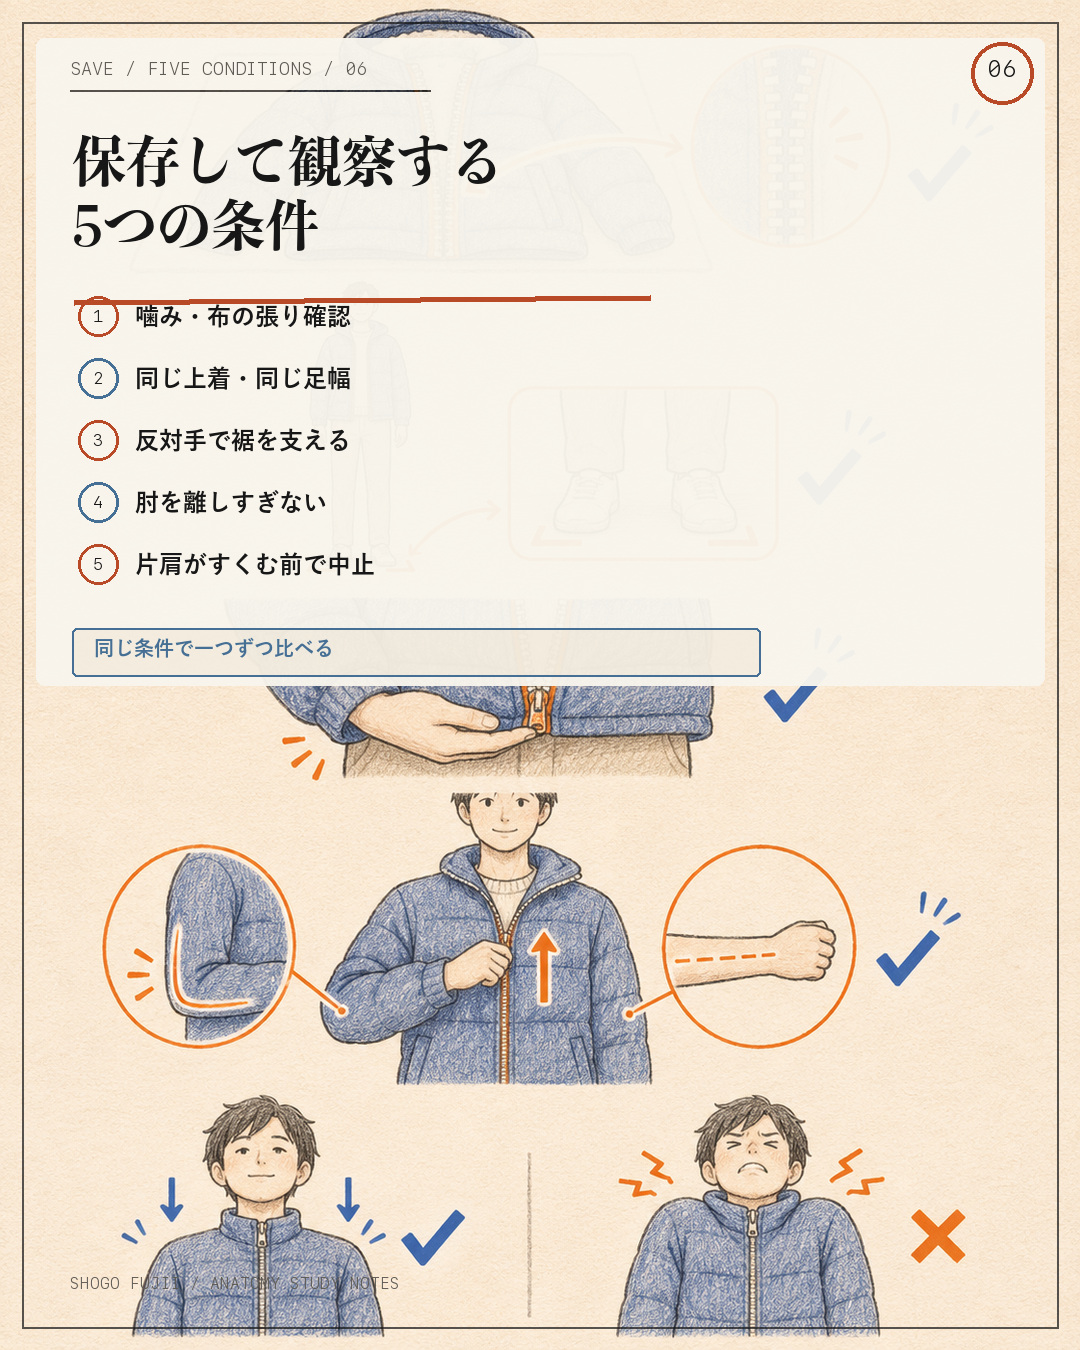 SAVE / FIVE CONDITIONS / 06
06
保存して観察する
5つの条件
1 噛み・布の張り確認
2 同じ上着・同じ足幅
3 反対手で裾を支える
4 肘を離しすぎない
5 片肩がすくむ前で中止
同じ条件で一つずつ比べる
SHOGO FUJII / ANATOMY STUDY NOTES